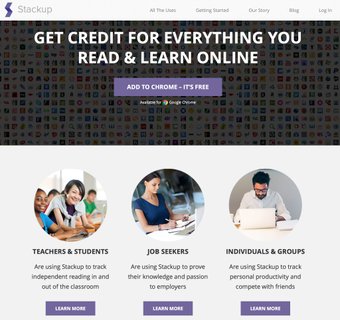 Stackup
All The Uses
Getting Started
Our Story
Blog
Log In
GET CREDIT FOR EVERYTHING YOU
READ & LEARN ONLINE
ADD TO CHROME – IT'S FREE
Available for Google Chrome
TEACHERS & STUDENTS
Are using Stackup to track
independent reading in and
out of the classroom
LEARN MORE
JOB SEEKERS
Are using Stackup to prove
their knowledge and passion
to employers
LEARN MORE
INDIVIDUALS & GROUPS
Are using Stackup to track
personal productivity and
compete with friends
LEARN MORE